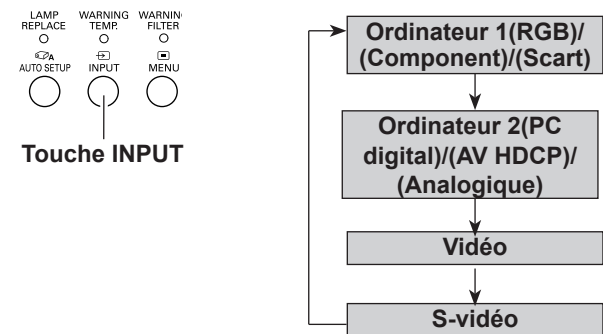 LAMP REPLACE
WARNING TEMP.
WARNIN FILTER
A
AUTO SETUP
INPUT
MENU
Touche INPUT
Ordinateur 1(RGB)/
(Component)/(Scart)
Ordinateur 2(PC
digital)/(AV HDCP)/
(Analogique)
Vidéo
S-vidéo